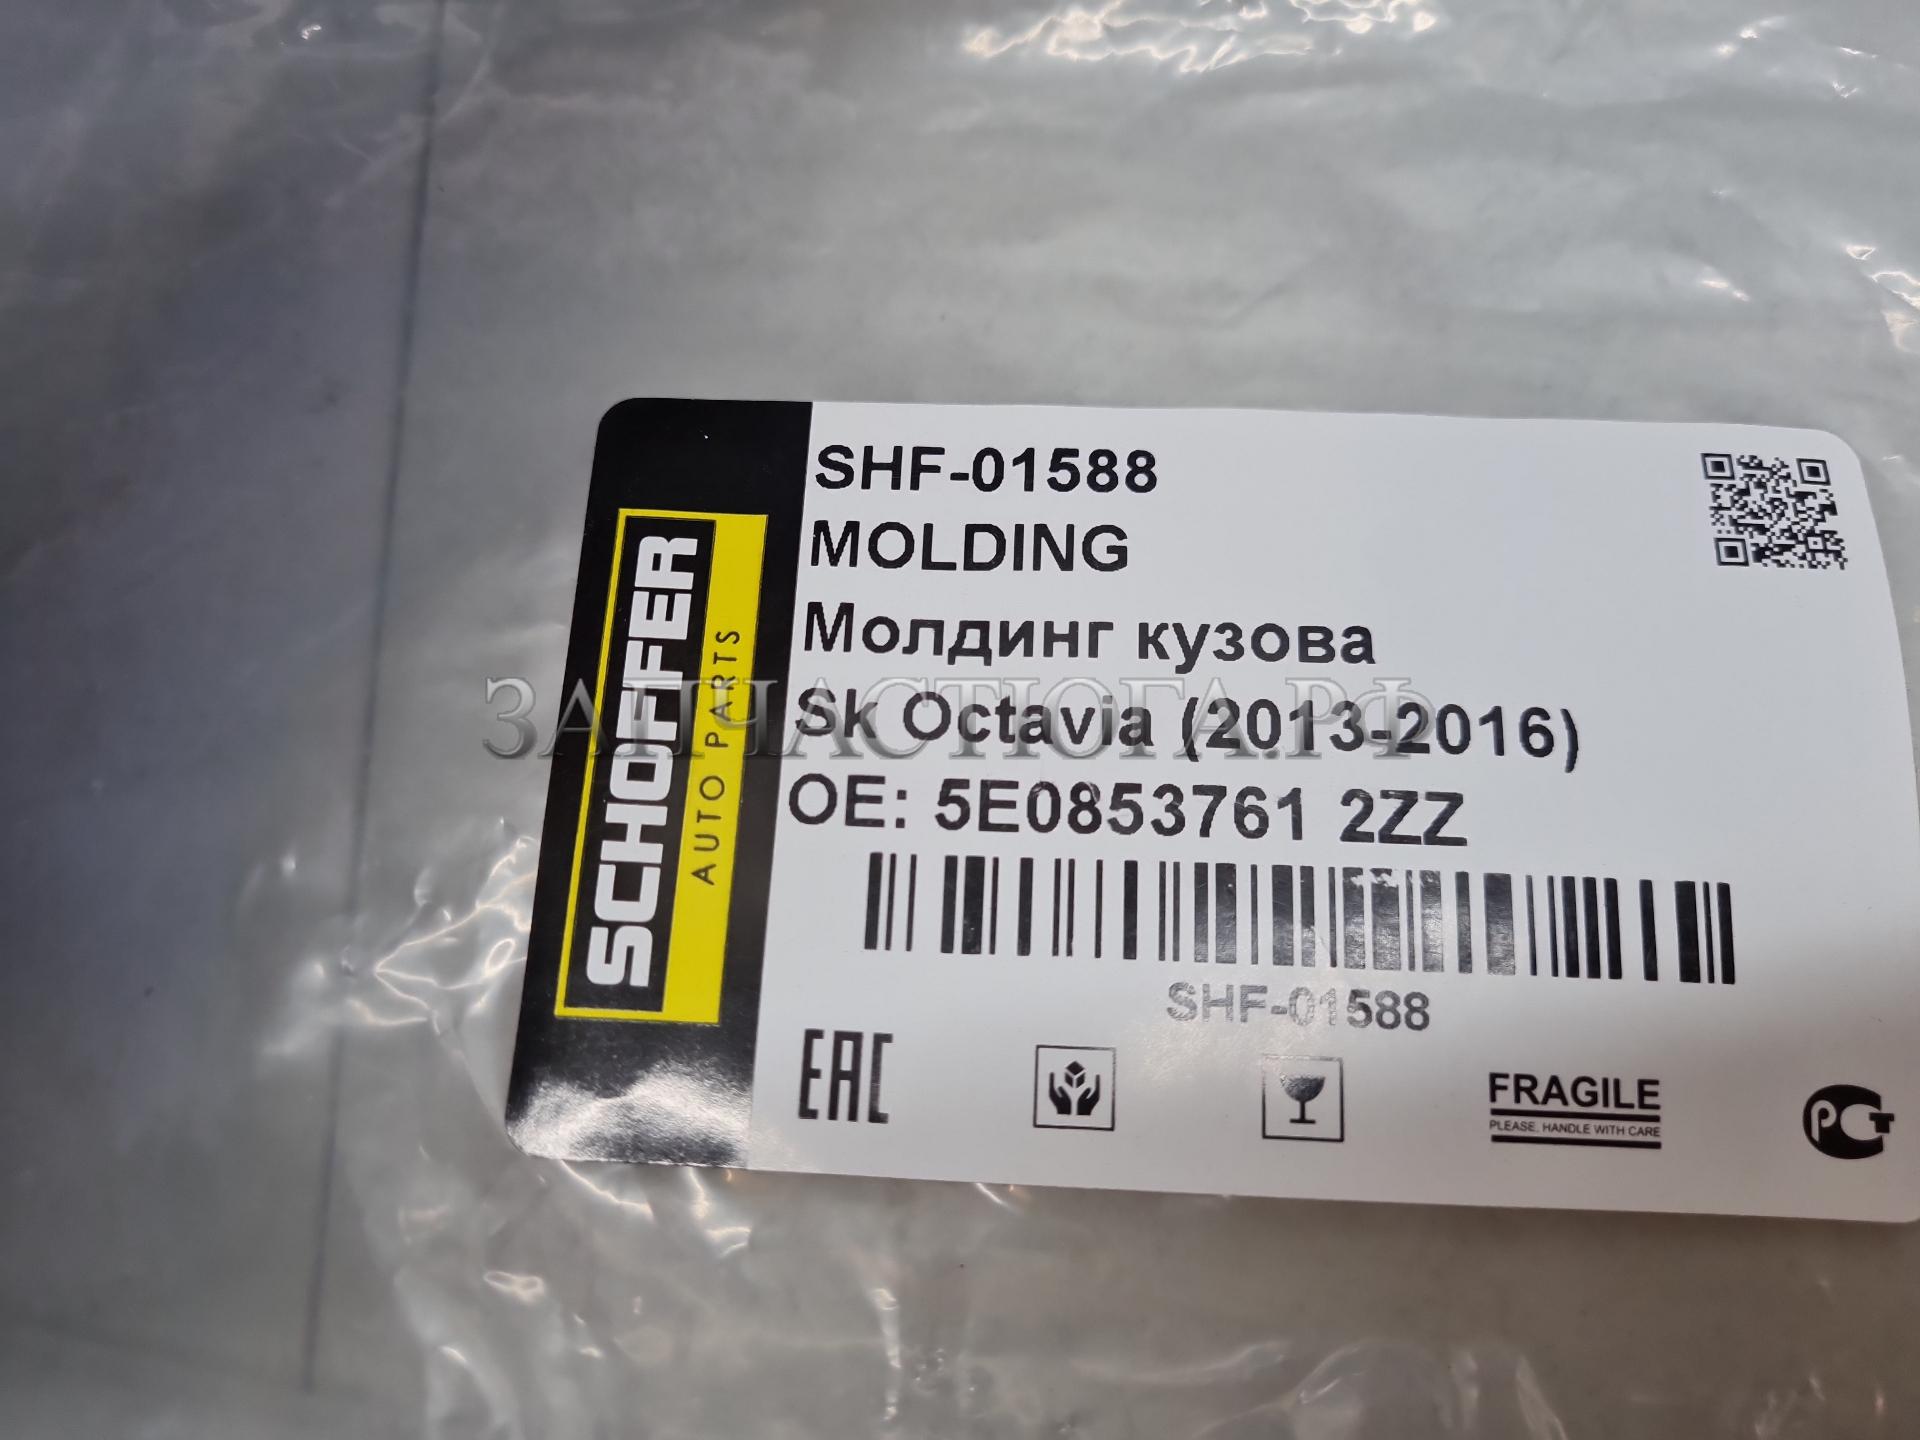 SHF-01588
MOLDING
Молдинг кузова
Sk Octavia (2013-2016)
OE: 5E0853761 2ZZ
SHF-01588
SCHOFFER
AUTO PARTS
EAC
FRAGILE
PLEASE, HANDLE WITH CARE
РСТ
ЗАПЧАСТЮГА.РФ